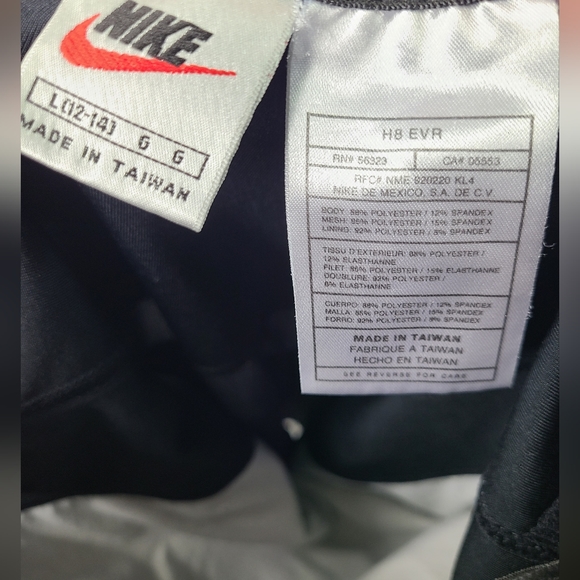 NIKE
L(12-14) G G
MADE IN TAIWAN
H8 EVR
RN# 56323 CA# 05553
RFC# NME 920220 KL4
NIKE DE MEXICO, S.A. DE C.V.
BODY: 88% POLYESTER / 12% SPANDEX
MESH: 85% POLYESTER / 15% SPANDEX
LINING: 92% POLYESTER / 8% SPANDEX
TISSU D'EXTERIEUR: 88% POLYESTER /
12% ELASTHANNE
FILET: 85% POLYESTER / 15% ELASTHANNE
DOUBLURE: 92% POLYESTER /
8% ELASTHANNE
CUERPO: 88% POLYESTER / 12% SPANDEX
MALLA: 85% POLYESTER / 15% SPANDEX
FORRO: 92% POLYESTER / 8% SPANDEX
MADE IN TAIWAN
FABRIQUE A TAIWAN
HECHO EN TAIWAN
SEE REVERSE FOR CARE